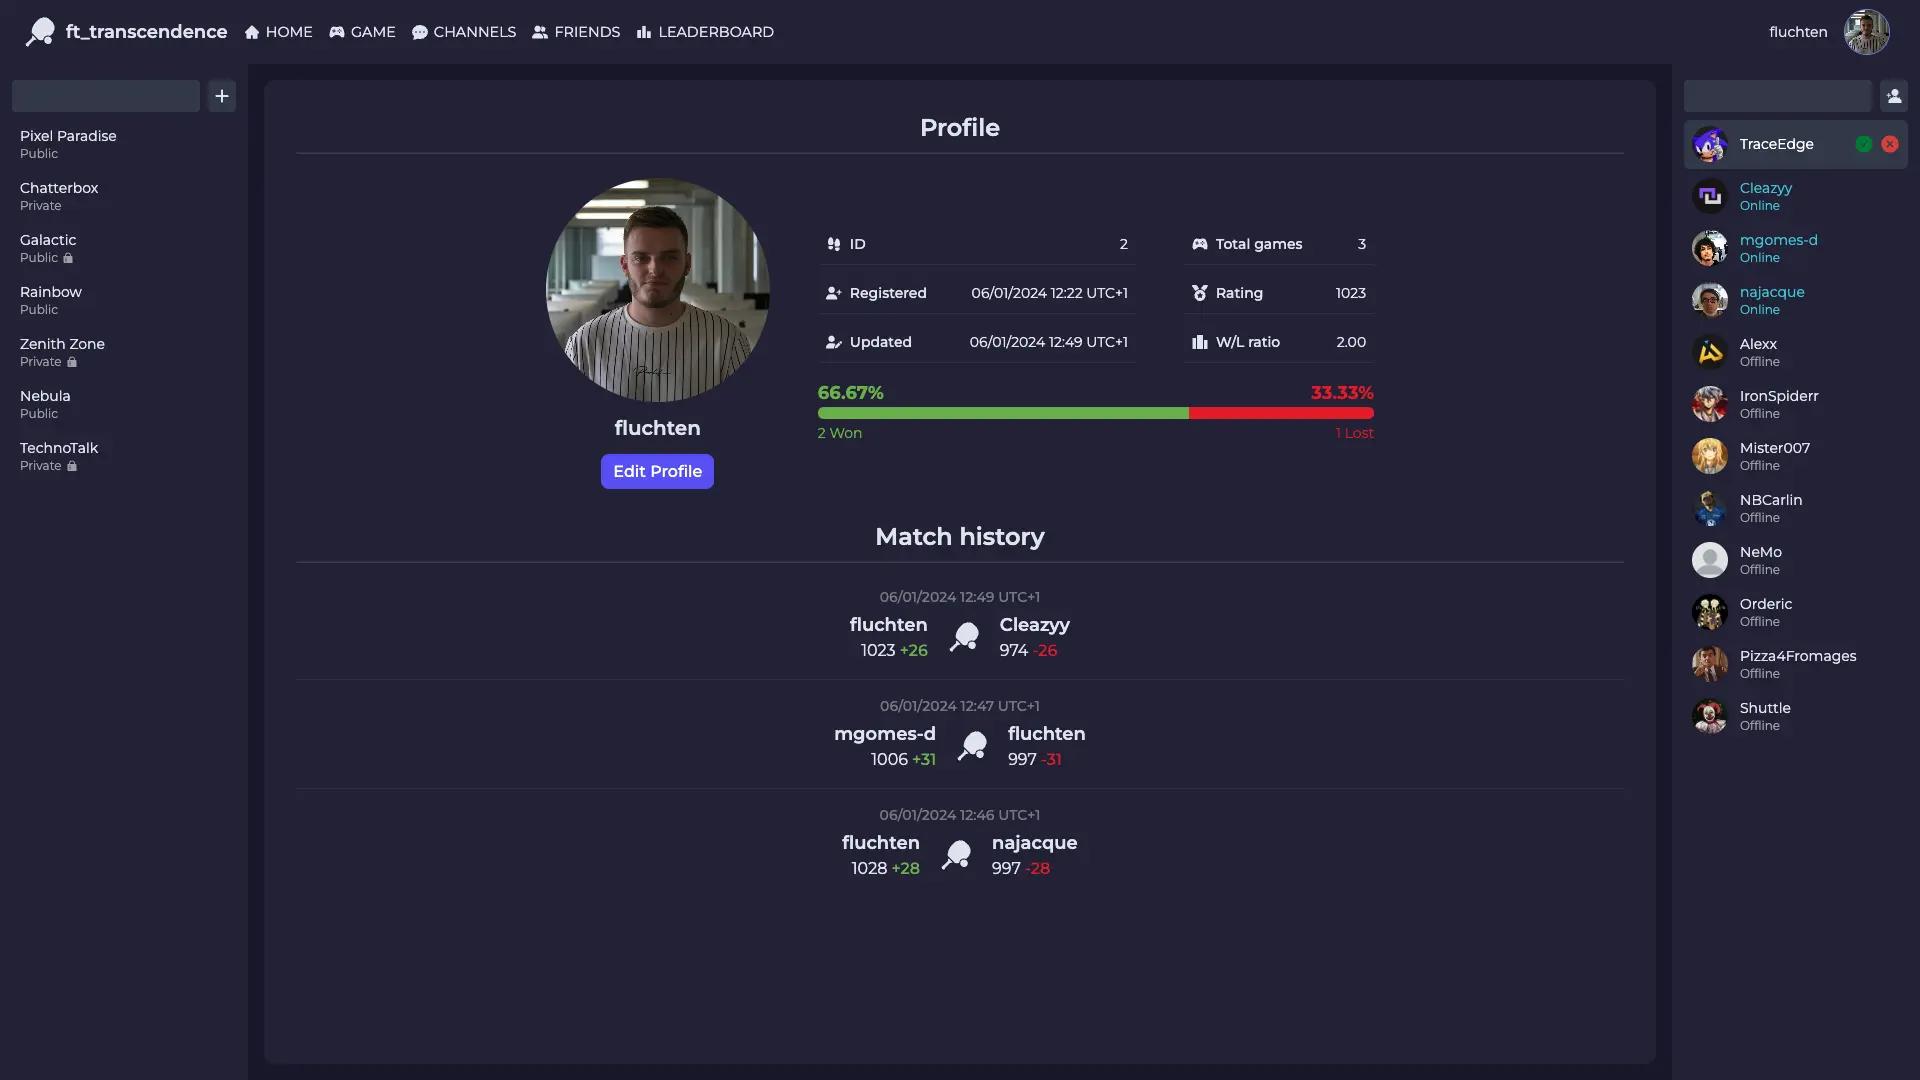 ft_transcendence HOME GAME CHANNELS FRIENDS LEADERBOARD fluchten
+
Pixel Paradise
Public
Chatterbox
Private
Galactic
Public
Rainbow
Public
Zenith Zone
Private
Nebula
Public
TechnoTalk
Private
Profile
fluchten
Edit Profile
ID 2
Registered 06/01/2024 12:22 UTC+1
Updated 06/01/2024 12:49 UTC+1
Total games 3
Rating 1023
W/L ratio 2.00
66.67% 33.33%
2 Won 1 Lost
Match history
06/01/2024 12:49 UTC+1
fluchten Cleazyy
1023 +26 974 -26
06/01/2024 12:47 UTC+1
mgomes-d fluchten
1006 +31 997 -31
06/01/2024 12:46 UTC+1
fluchten najacque
1028 +28 997 -28
TraceEdge
Cleazyy
Online
mgomes-d
Online
najacque
Online
Alexx
Offline
IronSpiderr
Offline
Mister007
Offline
NBCarlin
Offline
NeMo
Offline
Orderic
Offline
Pizza4Fromages
Offline
Shuttle
Offline